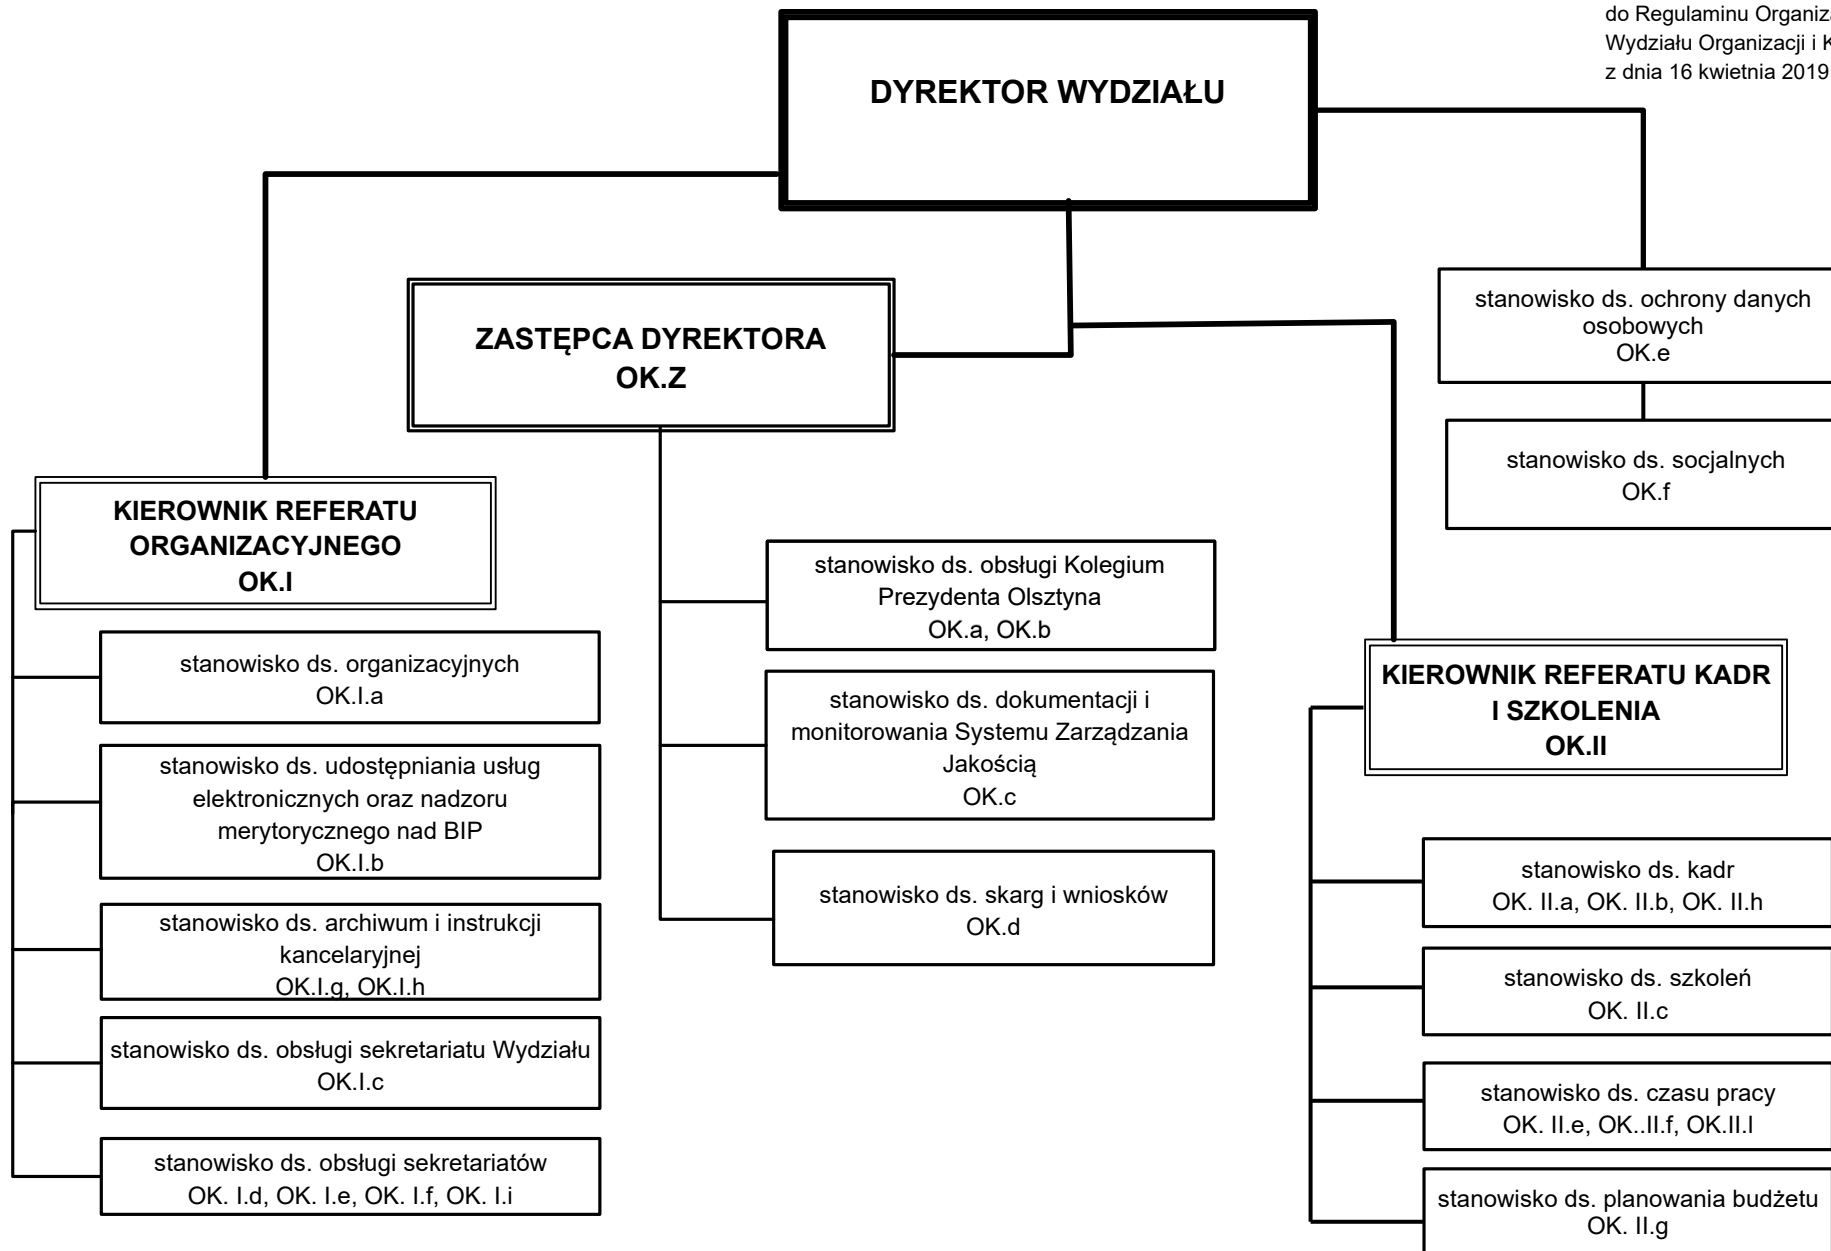 do Regulaminu
Wydziału Organizacji i
z dnia 16 kwietnia 2019
DYREKTOR WYDZIAŁU
ZASTĘPCA DYREKTORA
OK.Z
stanowisko ds. ochrony danych
osobowych
OK.e
stanowisko ds. socjalnych
OK.f
KIEROWNIK REFERATU
ORGANIZACYJNEGO
OK.I
stanowisko ds. organizacyjnych
OK.I.a
stanowisko ds. udostępniania usług
elektronicznych oraz nadzoru
merytorycznego nad BIP
OK.I.b
stanowisko ds. archiwum i instrukcji
kancelaryjnej
OK.I.g, OK.I.h
stanowisko ds. obsługi sekretariatu Wydziału
OK.I.c
stanowisko ds. obsługi sekretariatów
OK. I.d, OK. I.e, OK. I.f, OK. I.i
stanowisko ds. obsługi Kolegium
Prezydenta Olsztyna
OK.a, OK.b
stanowisko ds. dokumentacji i
monitorowania Systemu Zarządzania
Jakością
OK.c
stanowisko ds. skarg i wniosków
OK.d
KIEROWNIK REFERATU KADR
I SZKOLENIA
OK.II
stanowisko ds. kadr
OK. II.a, OK. II.b, OK. II.h
stanowisko ds. szkoleń
OK. II.c
stanowisko ds. czasu pracy
OK. II.e, OK..II.f, OK.II.l
stanowisko ds. planowania budżetu
OK. II.g